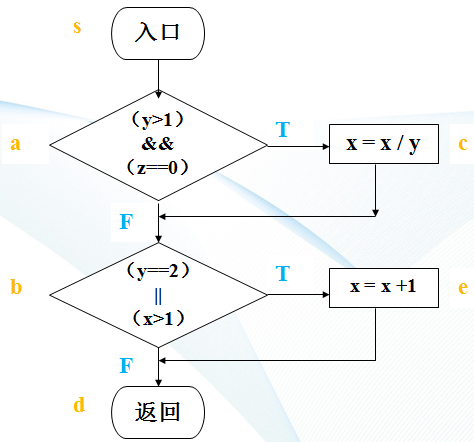 s
入口
a
（y>1）
&&
（z==0）
T
x = x / y
c
F
b
（y==2）
||
（x>1）
T
x = x +1
e
F
d
返回